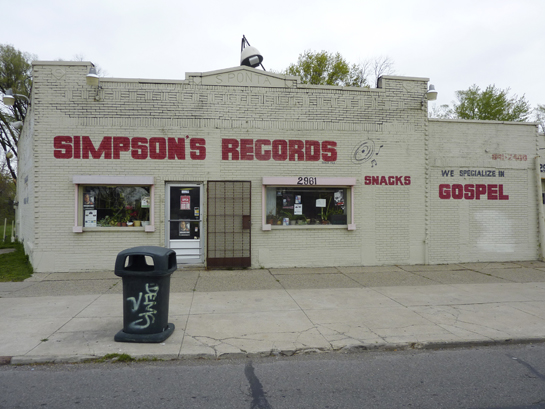 SIMPSON'S RECORDS
2961
SNACKS
WE SPECIALIZE IN
GOSPEL